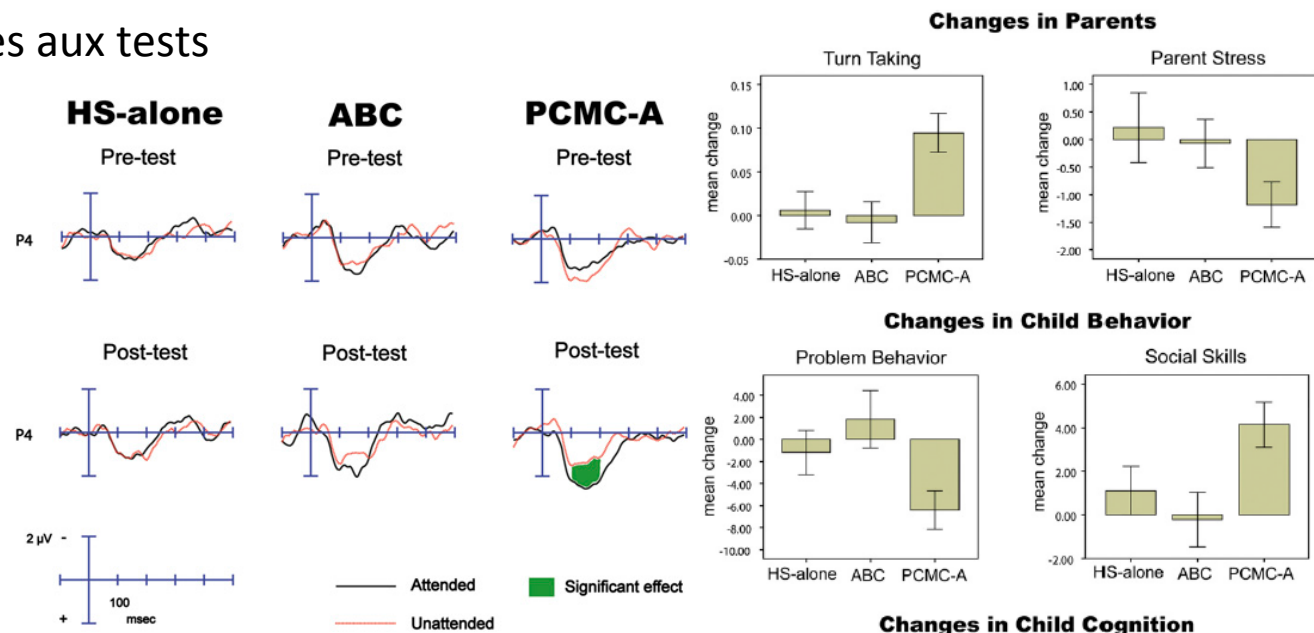 es aux tests
HS-alone
ABC
PCMC-A
Pre-test
Pre-test
Pre-test
P4
Post-test
Post-test
Post-test
P4
2 µV -
+
100
msec
Attended
Unattended
Significant effect
Changes in Parents
Turn Taking
mean change
0.15
0.10
0.05
0.00
-0.05
HS-alone ABC PCMC-A
Parent Stress
mean change
1.00
0.50
0.00
-0.50
-1.00
-1.50
-2.00
HS-alone ABC PCMC-A
Changes in Child Behavior
Problem Behavior
mean change
4.00
2.00
0.00
-2.00
-4.00
-6.00
-8.00
-10.00
HS-alone ABC PCMC-A
Social Skills
mean change
6.00
4.00
2.00
0.00
-2.00
HS-alone ABC PCMC-A
Changes in Child Cognition